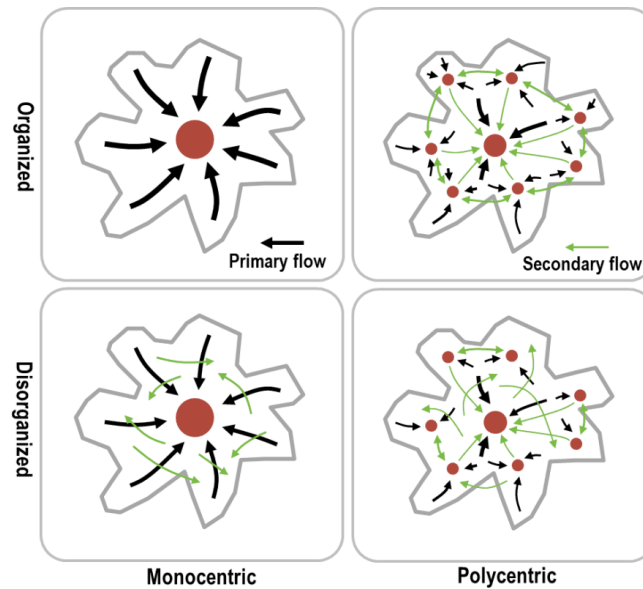 Organized
Primary flow
Secondary flow
Disorganized
Monocentric
Polycentric